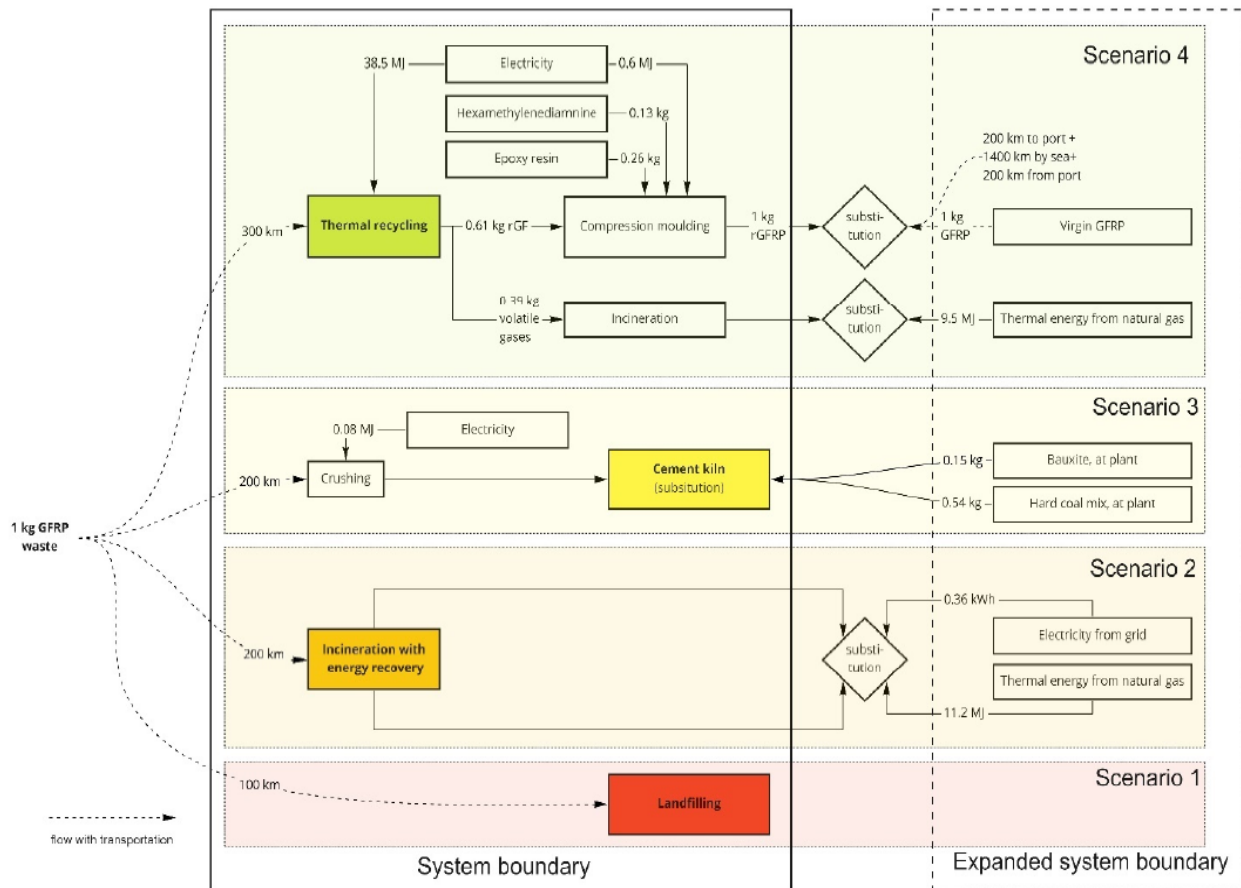 Scenario 4
38.5 MJ
Electricity
0.6 MJ
Hexamethylenediamnine
0.13 kg
Epoxy resin
0.26 kg
200 km to port +
1400 km by sea+
200 km from port
300 km
Thermal recycling
0.61 kg rGF
Compression moulding
1 kg
rGFRP
substi-
tution
1 kg
GFRP
Virgin GFRP
0.39 kg
volatile
gases
Incineration
substi-
tution
9.5 MJ
Thermal energy from natural gas
Scenario 3
0.08 MJ
Electricity
200 km
Crushing
Cement kiln
(subsitution)
0.15 kg
Bauxite, at plant
0.54 kg
Hard coal mix, at plant
1 kg GFRP
waste
Scenario 2
0.36 kWh
Electricity from grid
200 km
Incineration with
energy recovery
substi-
tution
Thermal energy from natural gas
11.2 MJ
Scenario 1
100 km
Landfilling
flow with transportation
System boundary
Expanded system boundary